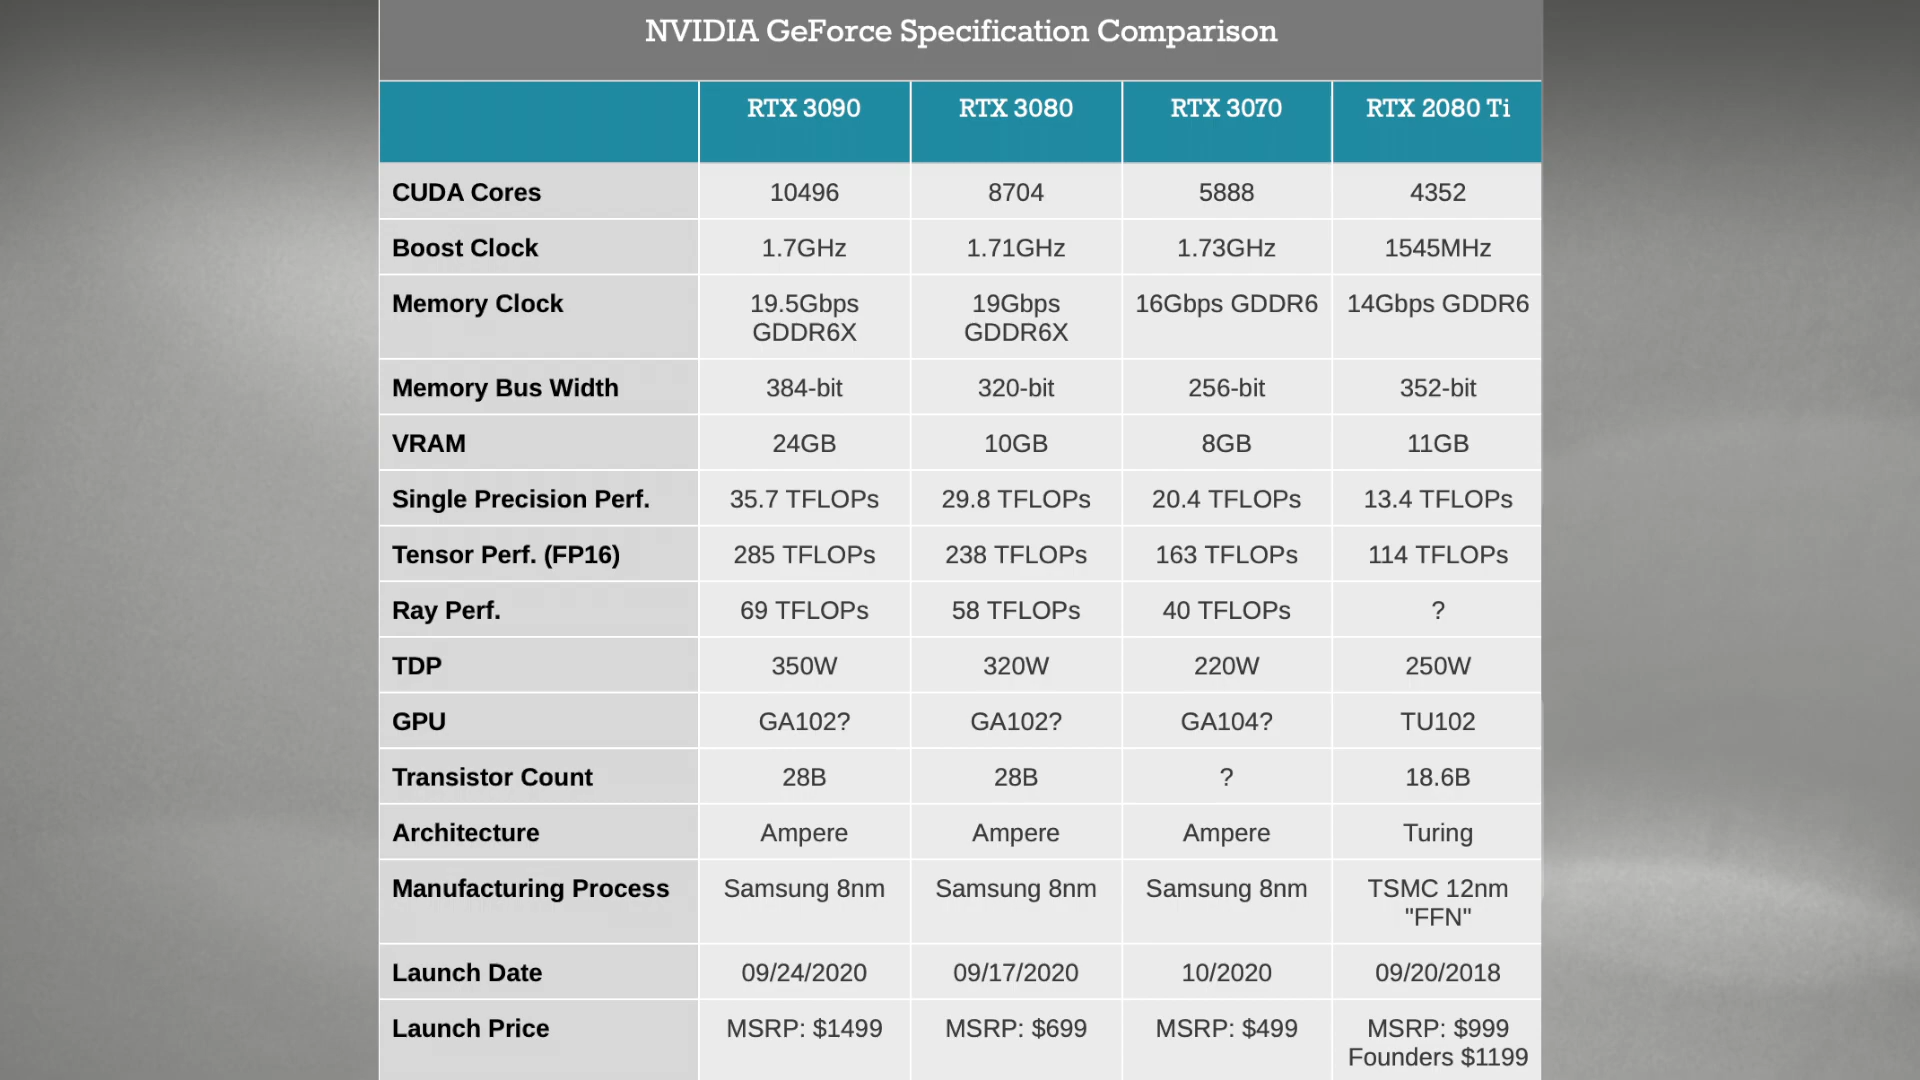 NVIDIA GeForce Specification Comparison
RTX 3090 RTX 3080 RTX 3070 RTX 2080 Ti
CUDA Cores 10496 8704 5888 4352
Boost Clock 1.7GHz 1.71GHz 1.73GHz 1545MHz
Memory Clock 19.5Gbps 19Gbps 16Gbps GDDR6 14Gbps GDDR6
GDDR6X GDDR6X
Memory Bus Width 384-bit 320-bit 256-bit 352-bit
VRAM 24GB 10GB 8GB 11GB
Single Precision Perf. 35.7 TFLOPs 29.8 TFLOPs 20.4 TFLOPs 13.4 TFLOPs
Tensor Perf. (FP16) 285 TFLOPs 238 TFLOPs 163 TFLOPs 114 TFLOPs
Ray Perf. 69 TFLOPs 58 TFLOPs 40 TFLOPs ?
TDP 350W 320W 220W 250W
GPU GA102? GA102? GA104? TU102
Transistor Count 28B 28B ? 18.6B
Architecture Ampere Ampere Ampere Turing
Manufacturing Process Samsung 8nm Samsung 8nm Samsung 8nm TSMC 12nm
"FFN"
Launch Date 09/24/2020 09/17/2020 10/2020 09/20/2018
Launch Price MSRP: $1499 MSRP: $699 MSRP: $499 MSRP: $999
Founders $1199